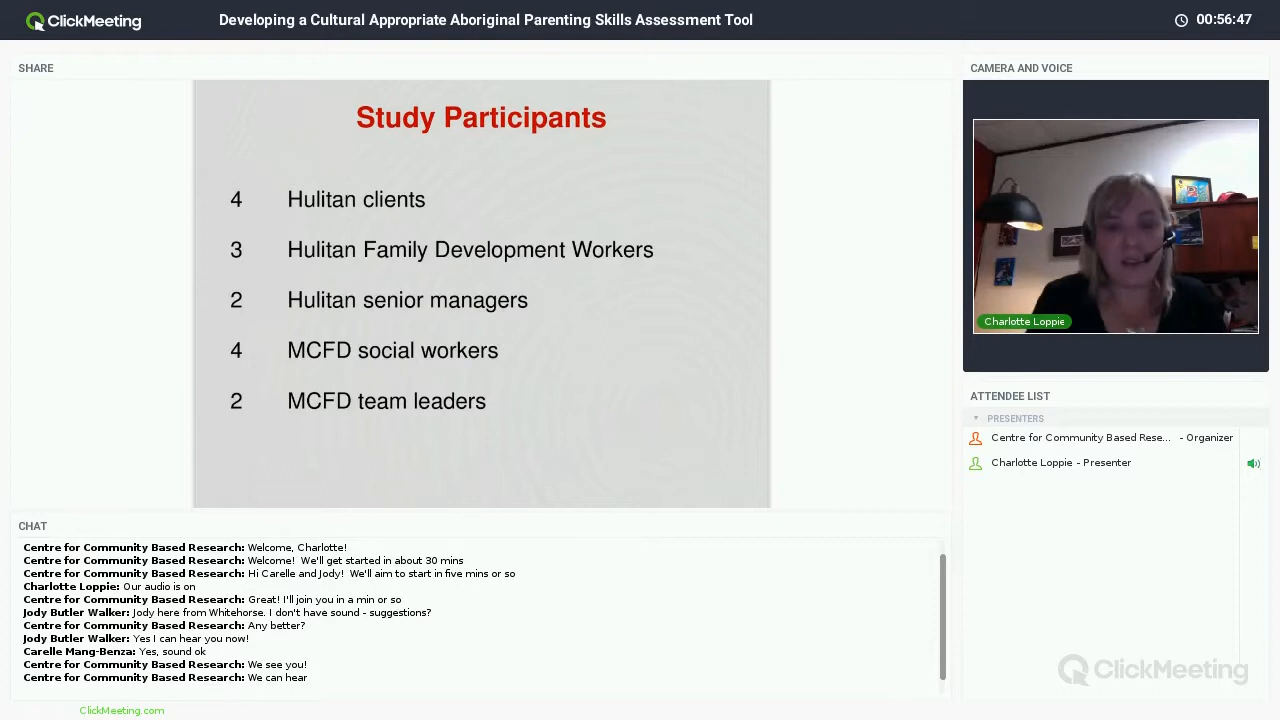 ClickMeeting
Developing a Cultural Appropriate Aboriginal Parenting Skills Assessment Tool
00:56:47
SHARE
Study Participants
4 Hulitan clients
3 Hulitan Family Development Workers
2 Hulitan senior managers
4 MCFD social workers
2 MCFD team leaders
CAMERA AND VOICE
Charlotte Loppie
ATTENDEE LIST
PRESENTERS
Centre for Community Based Rese... - Organizer
Charlotte Loppie - Presenter
CHAT
Centre for Community Based Research: Welcome, Charlotte!
Centre for Community Based Research: Welcome!  We'll get started in about 30 mins
Centre for Community Based Research: Hi Carelle and Jody!  We'll aim to start in five mins or so
Charlotte Loppie: Our audio is on
Centre for Community Based Research: Great! I'll join you in a min or so
Jody Butler Walker: Jody here from Whitehorse. I don't have sound - suggestions?
Centre for Community Based Research: Any better?
Jody Butler Walker: Yes I can hear you now!
Carelle Mang-Benza: Yes, sound ok
Centre for Community Based Research: We see you!
Centre for Community Based Research: We can hear
ClickMeeting
ClickMeeting.com